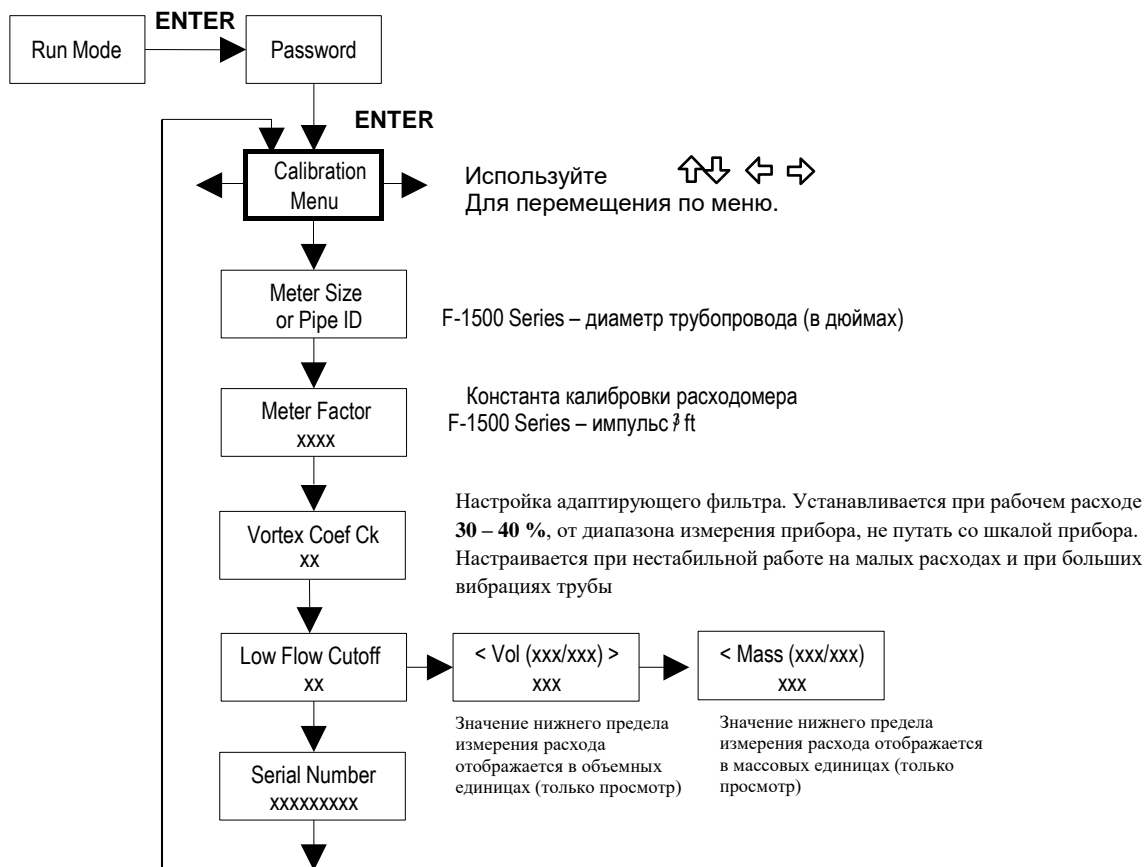 ENTER
Run Mode
Password
ENTER
Calibration
Menu
Используйте
Для перемещения по меню.
Meter Size
or Pipe ID
F-1500 Series – диаметр трубопровода (в дюймах)
Meter Factor
xxxx
Константа калибровки расходомера
F-1500 Series – импульс ft
Vortex Coef Ck
xx
Настройка адаптирующего фильтра. Устанавливается при рабочем расходе
30 – 40 %, от диапазона измерения прибора, не путать со шкалой прибора.
Настраивается при нестабильной работе на малых расходах и при больших
вибрациях трубы
Low Flow Cutoff
xx
< Vol (xxx/xxx) >
xxx
< Mass (xxx/xxx)
xxx
Значение нижнего предела
измерения расхода
отображается в объемных
единицах (только просмотр)
Значение нижнего предела
измерения расхода отображается
в массовых единицах (только
просмотр)
Serial Number
xxxxxxxxx